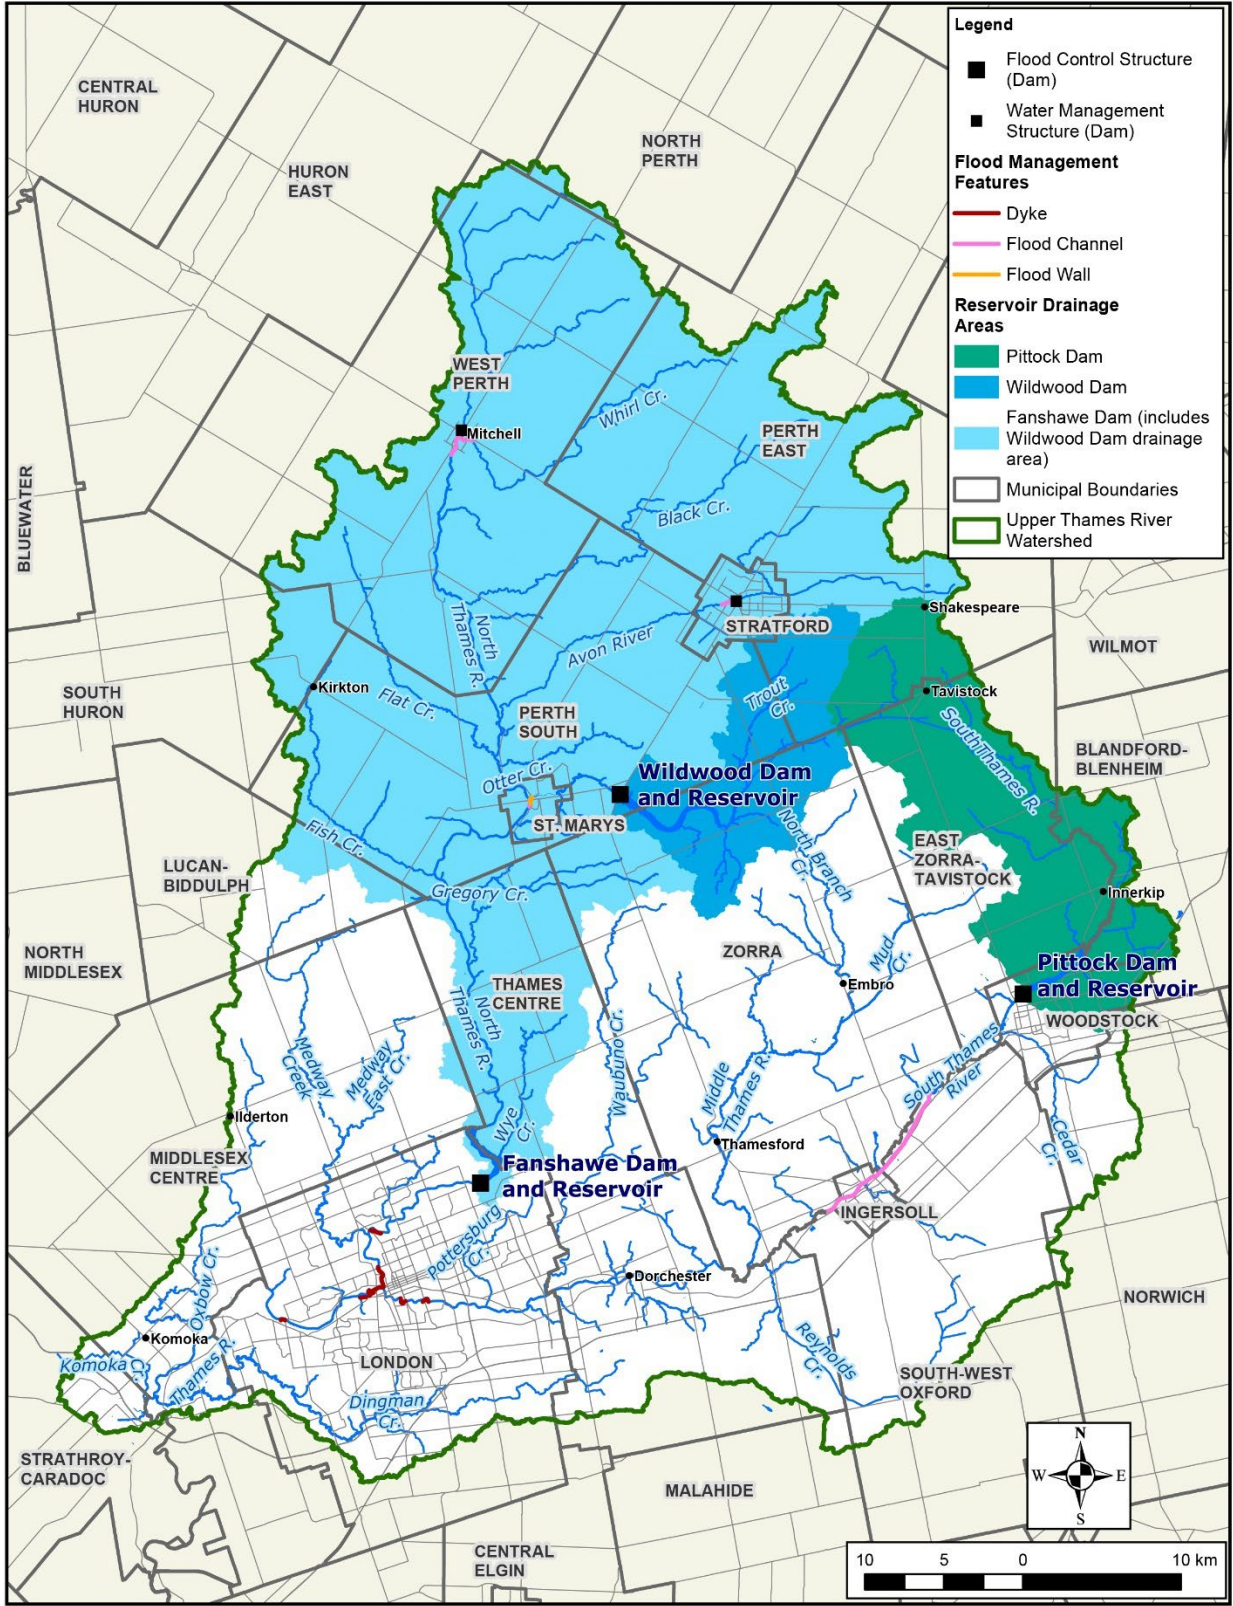 Legend
Flood Control Structure
(Dam)
Water Management
Structure (Dam)
Flood Management
Features
Dyke
Flood Channel
Flood Wall
Reservoir Drainage
Areas
Pittock Dam
Wildwood Dam
Fanshawe Dam (includes
Wildwood Dam drainage
area)
Municipal Boundaries
Upper Thames River
Watershed
CENTRAL
HURON
HURON
EAST
NORTH
PERTH
WEST
PERTH
Whirl Cr.
Mitchell
PERTH
EAST
BLUEWATER
Black Cr.
Shakespeare
STRATFORD
North
Thames R.
Avon River
WILMOT
Kirkton
Flat Cr.
Trout
Cr.
Tavistock
SOUTH
HURON
PERTH
SOUTH
SouthThames R.
BLANDFORD-
BLENHEIM
Otter Cr.
Wildwood Dam
and Reservoir
ST. MARYS
Fish Cr.
North Branch
Cr.
EAST
ZORRA-
TAVISTOCK
LUCAN-
BIDDULPH
Gregory Cr.
Innerkip
NORTH
MIDDLESEX
ZORRA
Mud
Cr.
Embro
Pittock Dam
and Reservoir
THAMES
CENTRE
North
Thames R.
WOODSTOCK
Waubuno Cr.
Medway
Creek
Medway
East Cr.
Middle
Thames R.
South Thames
River
Ilderton
Wye
Cr.
Thamesford
Cedar
Cr.
MIDDLESEX
CENTRE
Fanshawe Dam
and Reservoir
INGERSOLL
Pottersburg
Cr.
Oxbow Cr.
Dorchester
NORWICH
Komoka
Komoka Cr.
Thames R.
LONDON
Reynolds
Cr.
SOUTH-WEST
OXFORD
Dingman
Cr.
STRATHROY-
CARADOC
MALAHIDE
CENTRAL
ELGIN
N
W E
S
10 5 0 10 km